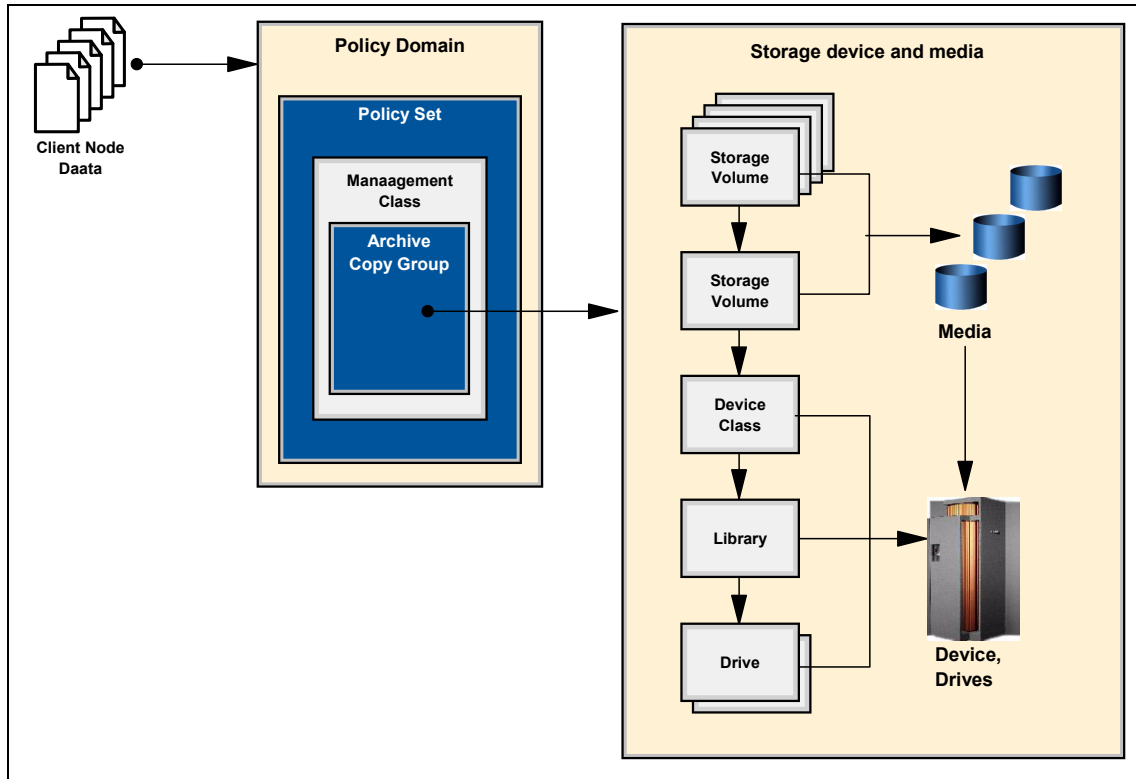 Client Node
Daata
Policy Domain
Policy Set
Manaagement
Class
Archive
Copy Group
Storage device and media
Storage
Volume
Storage
Volume
Device
Class
Library
Drive
Media
Device,
Drives